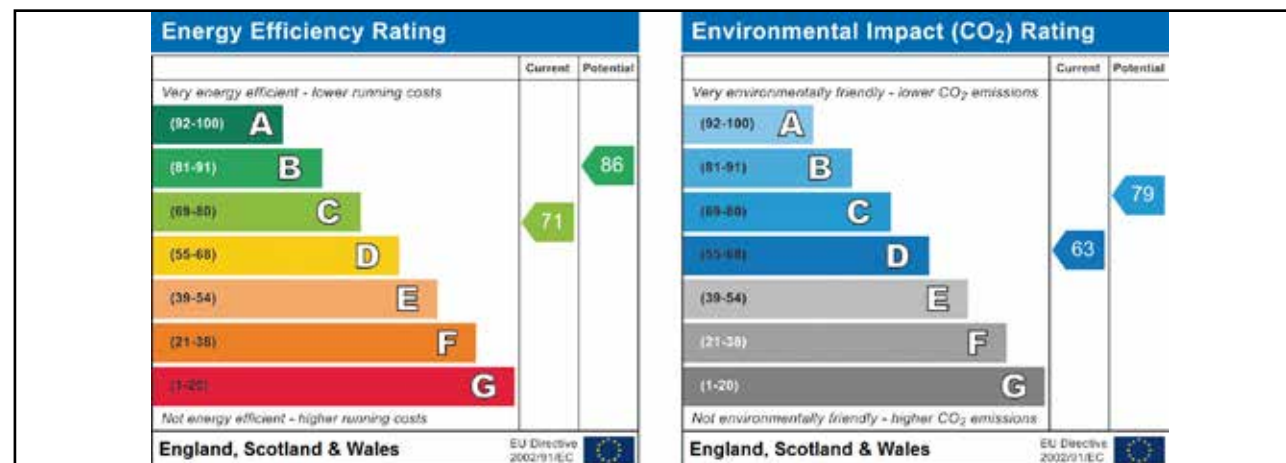 Energy Efficiency Rating
Current Potential
Very energy efficient - lower running costs
(92-100) A
(81-91) B
86
(69-80) C
71
(55-68) D
(39-54) E
(21-38) F
(1-20) G
Not energy efficient - higher running costs
England, Scotland & Wales
EU Directive
2002/91/EC
Environmental Impact (CO₂) Rating
Current Potential
Very environmentally friendly - lower CO₂ emissions
(92-100) A
(81-91) B
79
(69-80) C
(55-68) D
63
(39-54) E
(21-38) F
(1-20) G
Not environmentally friendly - higher CO₂ emissions
England, Scotland & Wales
EU Directive
2002/91/EC